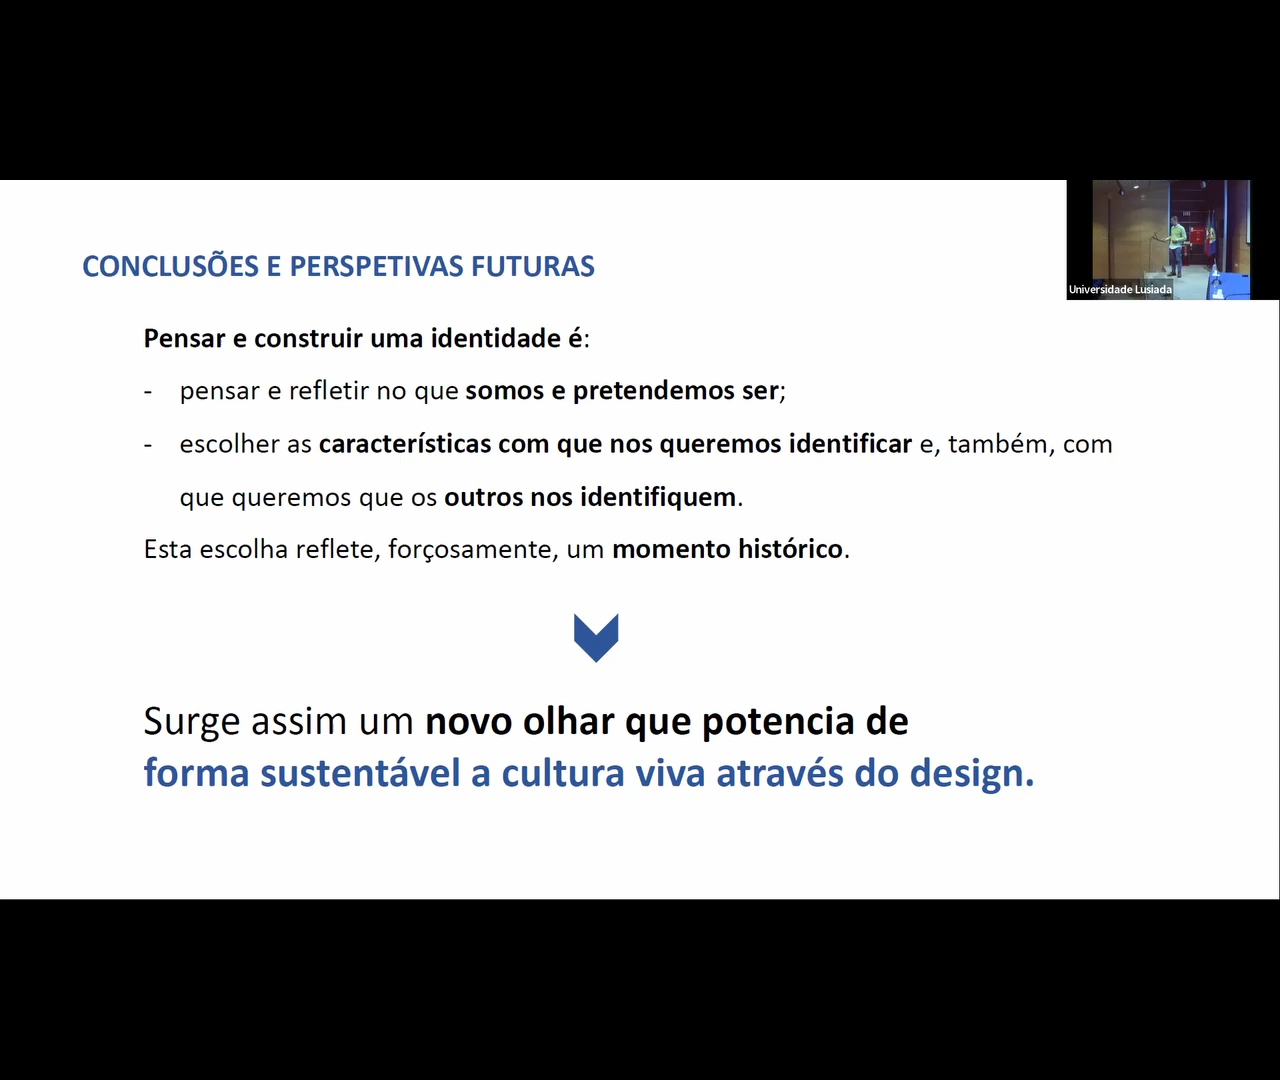 CONCLUSÕES E PERSPETIVAS FUTURAS
Universidade Lusiada
Pensar e construir uma identidade é:
- pensar e refletir no que somos e pretendemos ser;
- escolher as características com que nos queremos identificar e, também, com
que queremos que os outros nos identifiquem.
Esta escolha reflete, forçosamente, um momento histórico.
Surge assim um novo olhar que potencia de
forma sustentável a cultura viva através do design.